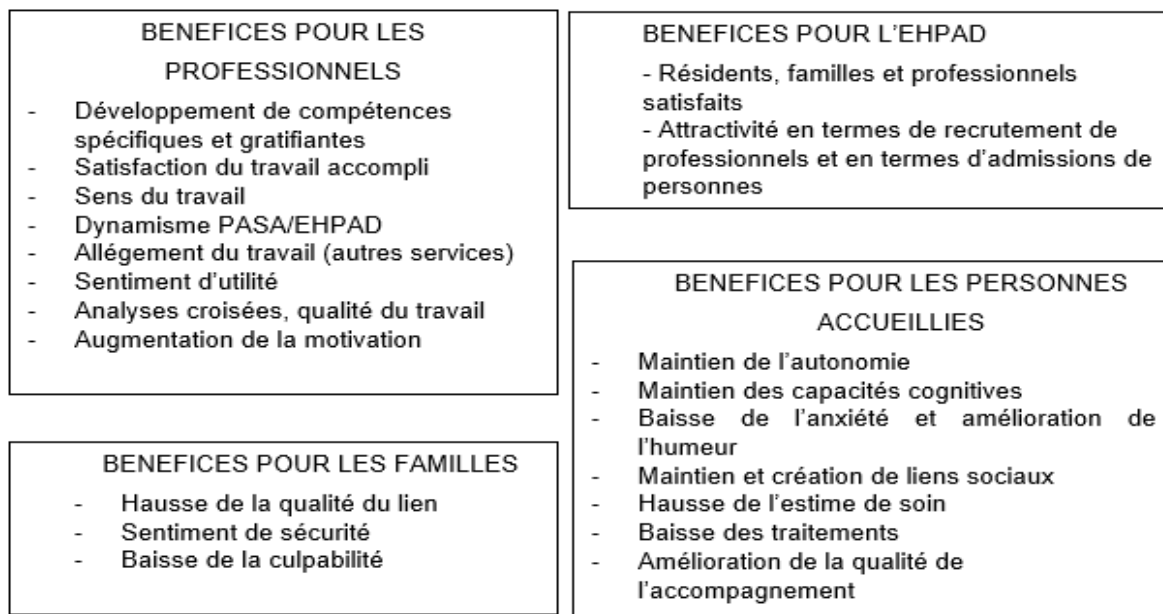 BENEFICES POUR LES
PROFESSIONNELS
- Développement de compétences
spécifiques et gratifiantes
- Satisfaction du travail accompli
- Sens du travail
- Dynamisme PASA/EHPAD
- Allégement du travail (autres services)
- Sentiment d'utilité
- Analyses croisées, qualité du travail
- Augmentation de la motivation
BENEFICES POUR L'EHPAD
- Résidents, familles et professionnels
satisfaits
- Attractivité en termes de recrutement de
professionnels et en termes d'admissions de
personnes
BENEFICES POUR LES FAMILLES
- Hausse de la qualité du lien
- Sentiment de sécurité
- Baisse de la culpabilité
BENEFICES POUR LES PERSONNES
ACCUEILLIES
- Maintien de l'autonomie
- Maintien des capacités cognitives
- Baisse de l'anxiété et amélioration de
l'humeur
- Maintien et création de liens sociaux
- Hausse de l'estime de soin
- Baisse des traitements
- Amélioration de la qualité de
l'accompagnement